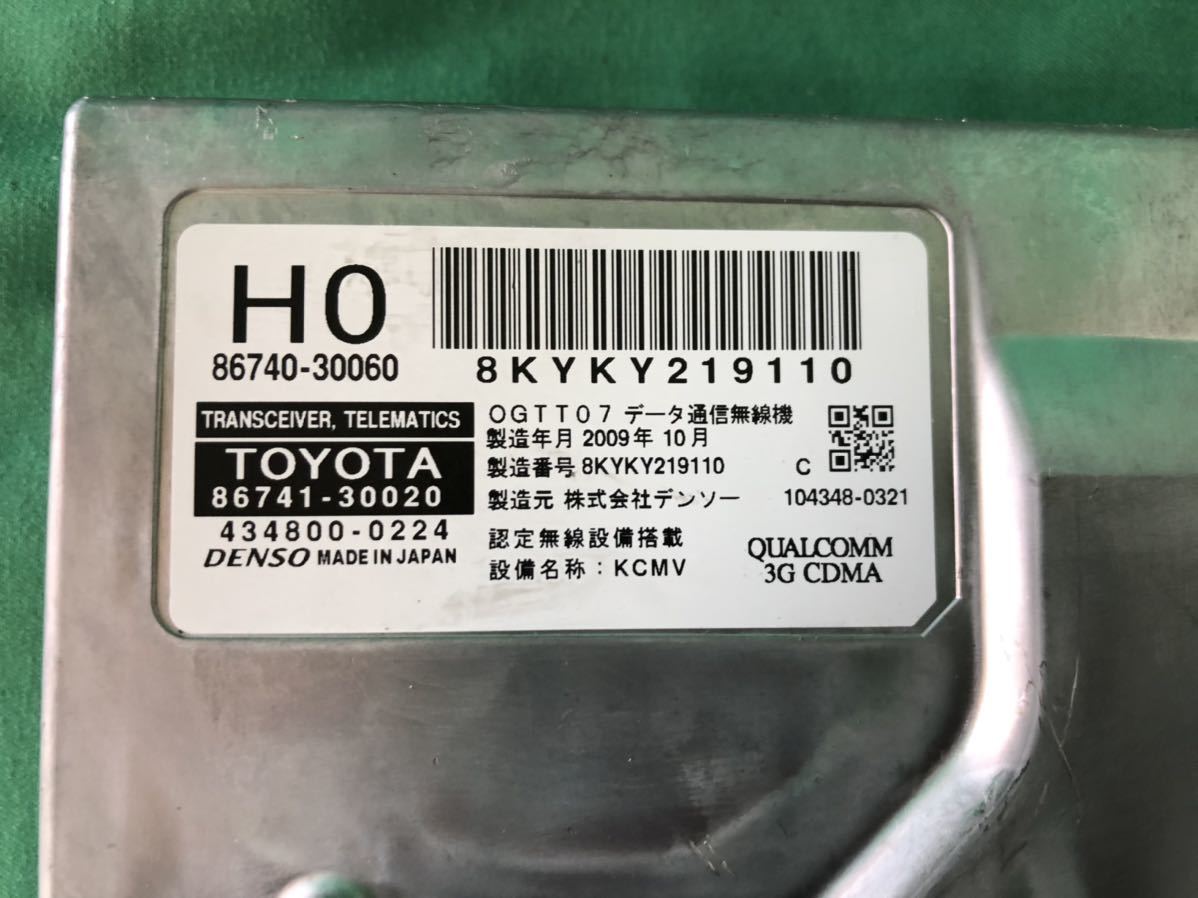 H0
86740-30060
8KYKY219110
TRANSCEIVER, TELEMATICS
TOYOTA
86741-30020
434800-0224
DENSO MADE IN JAPAN
OGTT07 データ通信無線機
製造年月 2009年 10月
製造番号 8KYKY219110
C
製造元 株式会社デンソー
104348-0321
認定無線設備搭載
設備名称：KCMV
QUALCOMM
3G CDMA